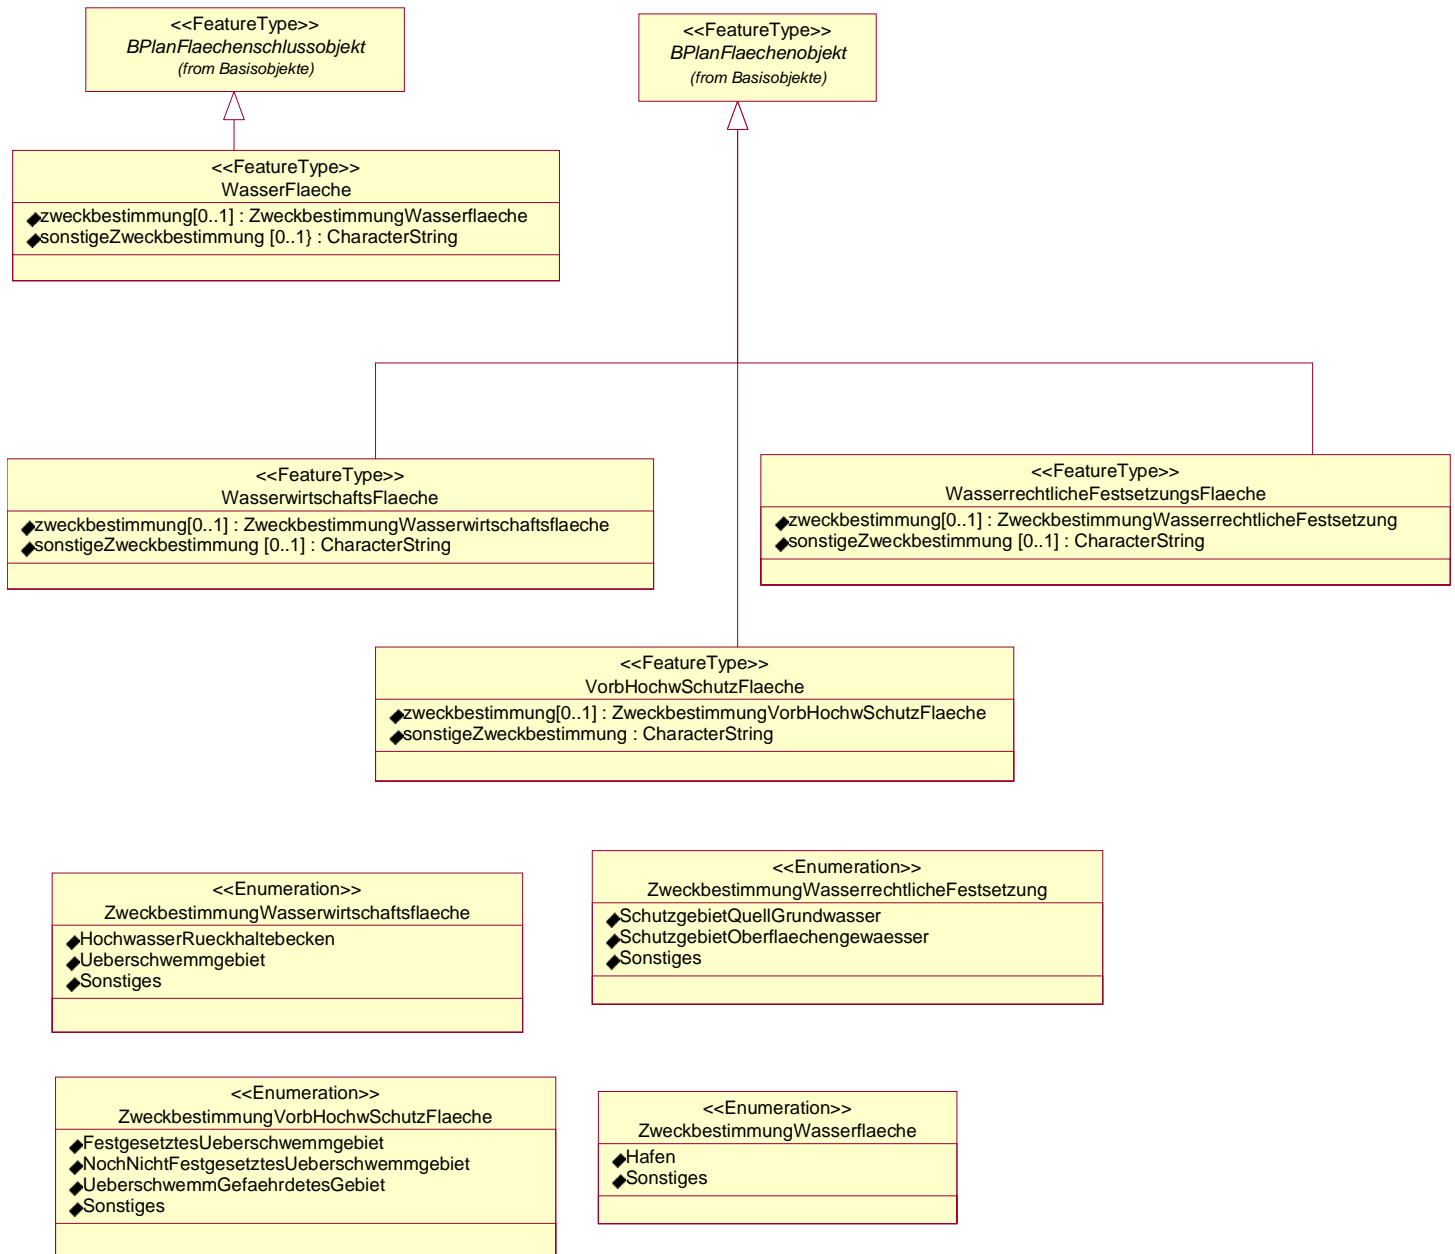 <<FeatureType>>
BPlanFlaechenschlussobjekt
(from Basisobjekte)
<<FeatureType>>
BPlanFlaechenobjekt
(from Basisobjekte)
<<FeatureType>>
WasserFlaeche
zweckbestimmung[0..1] : ZweckbestimmungWasserflaeche
sonstigeZweckbestimmung [0..1} : CharacterString
<<FeatureType>>
WasserwirtschaftsFlaeche
zweckbestimmung[0..1] : ZweckbestimmungWasserwirtschaftsflaeche
sonstigeZweckbestimmung [0..1] : CharacterString
<<FeatureType>>
WasserrechtlicheFestsetzungsFlaeche
zweckbestimmung[0..1] : ZweckbestimmungWasserrechtlicheFestsetzung
sonstigeZweckbestimmung [0..1] : CharacterString
<<FeatureType>>
VorbHochwSchutzFlaeche
zweckbestimmung[0..1] : ZweckbestimmungVorbHochwSchutzFlaeche
sonstigeZweckbestimmung : CharacterString
<<Enumeration>>
ZweckbestimmungWasserwirtschaftsflaeche
HochwasserRueckhaltebecken
Ueberschwemmgebiet
Sonstiges
<<Enumeration>>
ZweckbestimmungWasserrechtlicheFestsetzung
SchutzgebietQuellGrundwasser
SchutzgebietOberflaechengewaesser
Sonstiges
<<Enumeration>>
ZweckbestimmungVorbHochwSchutzFlaeche
FestgesetztesUeberschwemmgebiet
NochNichtFestgesetztesUeberschwemmgebiet
UeberschwemmGefaehrdetesGebiet
Sonstiges
<<Enumeration>>
ZweckbestimmungWasserflaeche
Hafen
Sonstiges